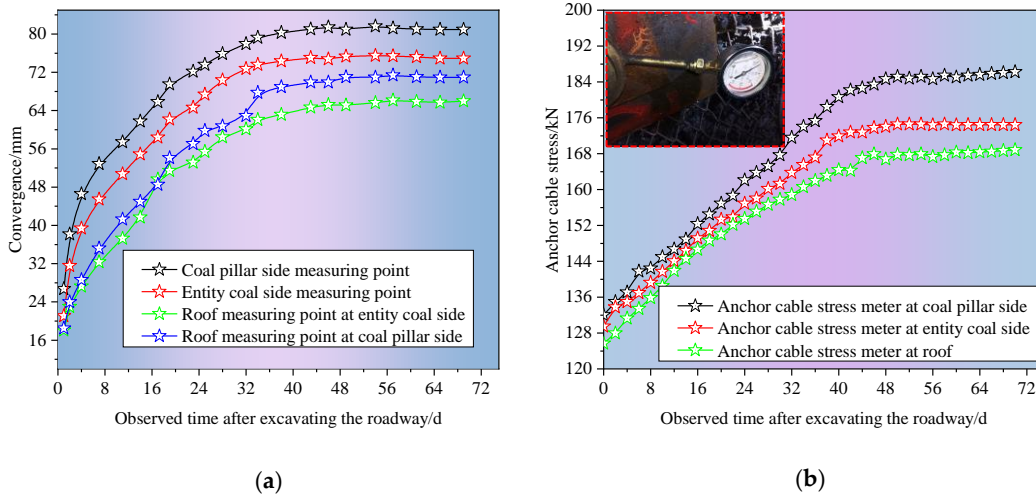 80
72
64
56
48
40
32
24
16
Convergence/mm
Coal pillar side measuring point
Entity coal side measuring point
Roof measuring point at entity coal side
Roof measuring point at coal pillar side
0 8 16 24 32 40 48 56 64 72
Observed time after excavating the roadway/d
(a)
200
192
184
176
168
160
152
144
136
128
120
Anchor cable stress/kN
Anchor cable stress meter at coal pillar side
Anchor cable stress meter at entity coal side
Anchor cable stress meter at roof
0 8 16 24 32 40 48 56 64 72
Observed time after excavating the roadway/d
(b)